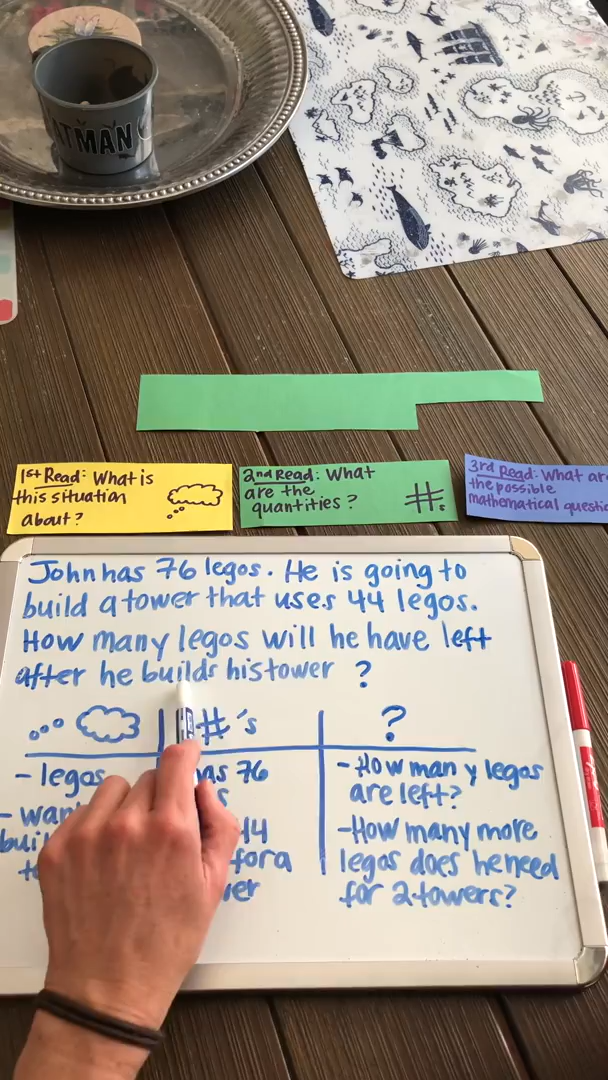 ATMAN
1st Read: What is
this situation
about?
2nd Read: What
are the
quantities?
#s
3rd Read: What are
the possible
mathematical
John has 76 legos. He is going to
build a tower that uses 44 legos.
How many legos will he have left
after he builds his tower ?
#'s
?
- legos
has 76
44
for a
- How many legos
are left?
- How many more
legos does he need
for 2 towers?